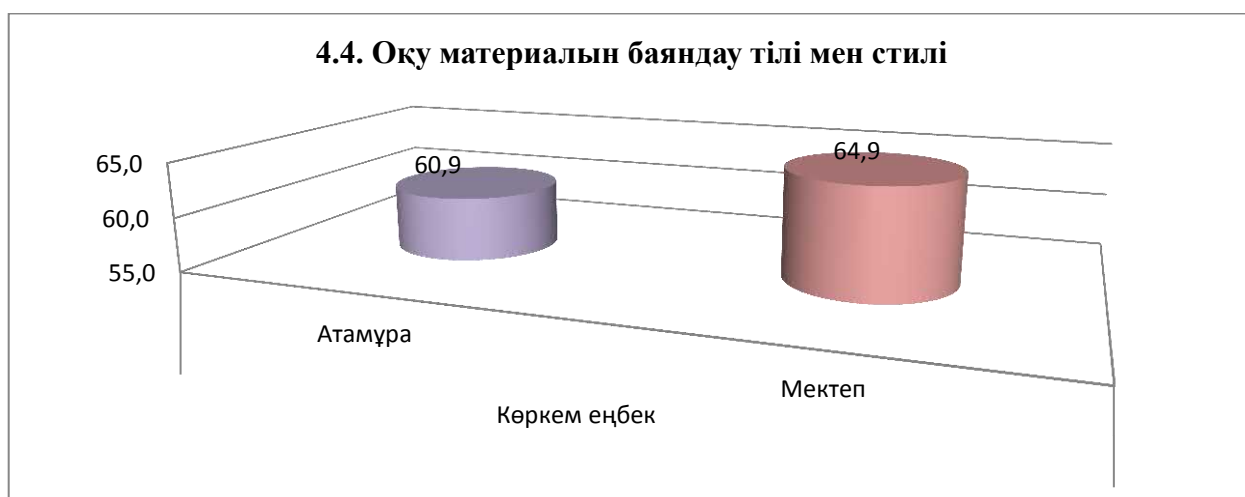 4.4. Оқу материалын баяндау тілі мен стилі
65,0
60,0
55,0
60,9
64,9
Атамұра
Мектеп
Көркем еңбек